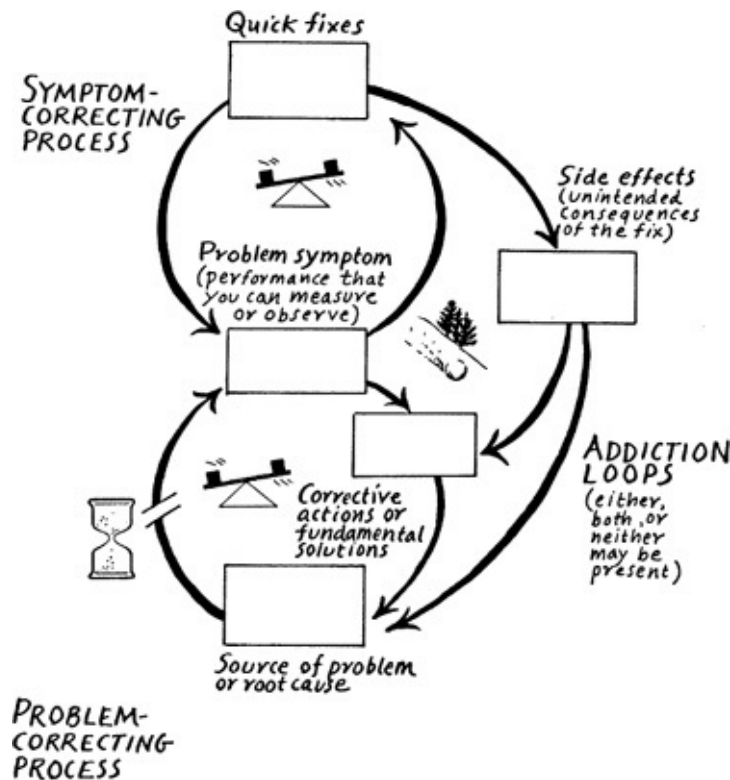 Quick fixes
SYMPTOM-
CORRECTING
PROCESS
Side effects
(unintended
consequences
of the fix)
Problem symptom
(performance that
you can measure
or observe)
ADDICTION
LOOPS
(either,
both, or
neither
may be
present)
Corrective
actions or
fundamental
solutions
Source of problem
or root cause
PROBLEM-
CORRECTING
PROCESS